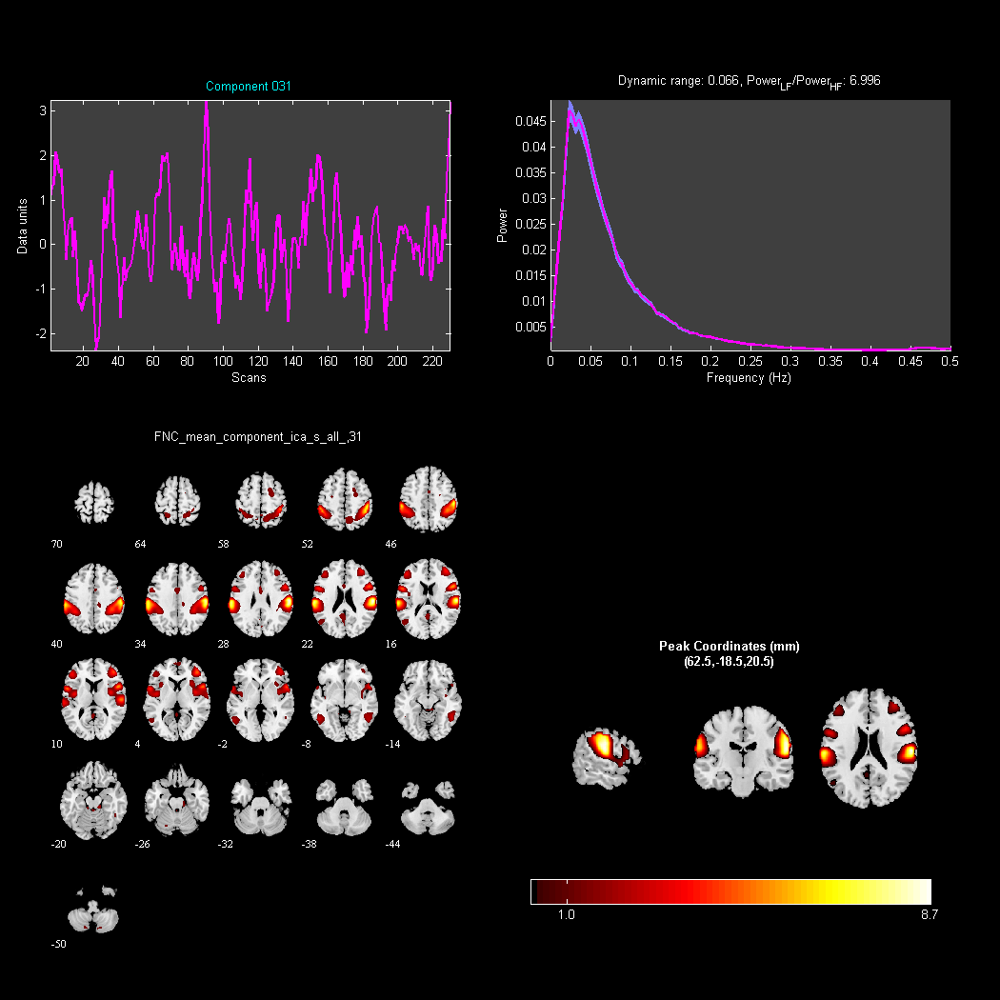 Component 031
3
2
1
0
-1
-2
Data units
20 40 60 80 100 120 140 160 180 200 220
Scans
Dynamic range: 0.066, Power_LF/Power_HF: 6.996
0.045
0.04
0.035
0.03
0.025
0.02
0.015
0.01
0.005
Power
0 0.05 0.1 0.15 0.2 0.25 0.3 0.35 0.4 0.45 0.5
Frequency (Hz)
FNC_mean_component_ica_s_all_,31
70 64 58 52 46
40 34 28 22 16
10 4 -2 -8 -14
-20 -26 -32 -38 -44
-50
Peak Coordinates (mm)
(62.5,-18.5,20.5)
1.0 8.7